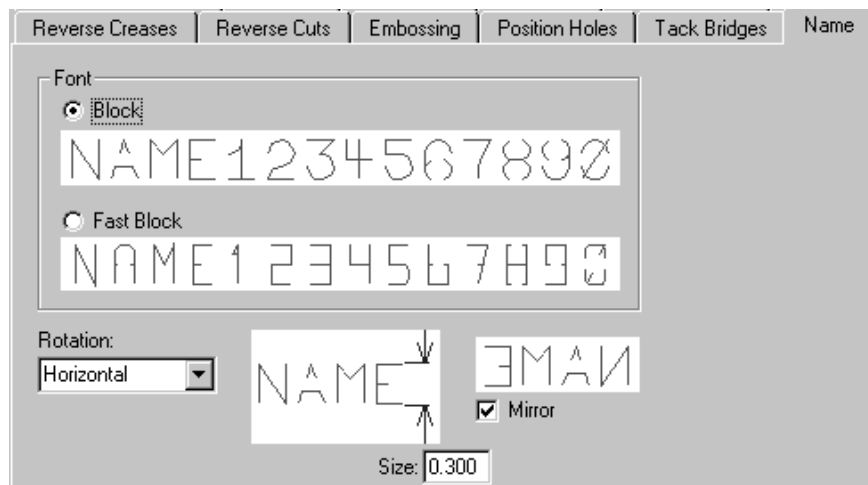 Reverse Creases Reverse Cuts Embossing Position Holes Tack Bridges Name
Font
Block
NAME1234567890
Fast Block
NAME1234567890
Rotation:
Horizontal
NAME
NAME
Mirror
Size: 0.300